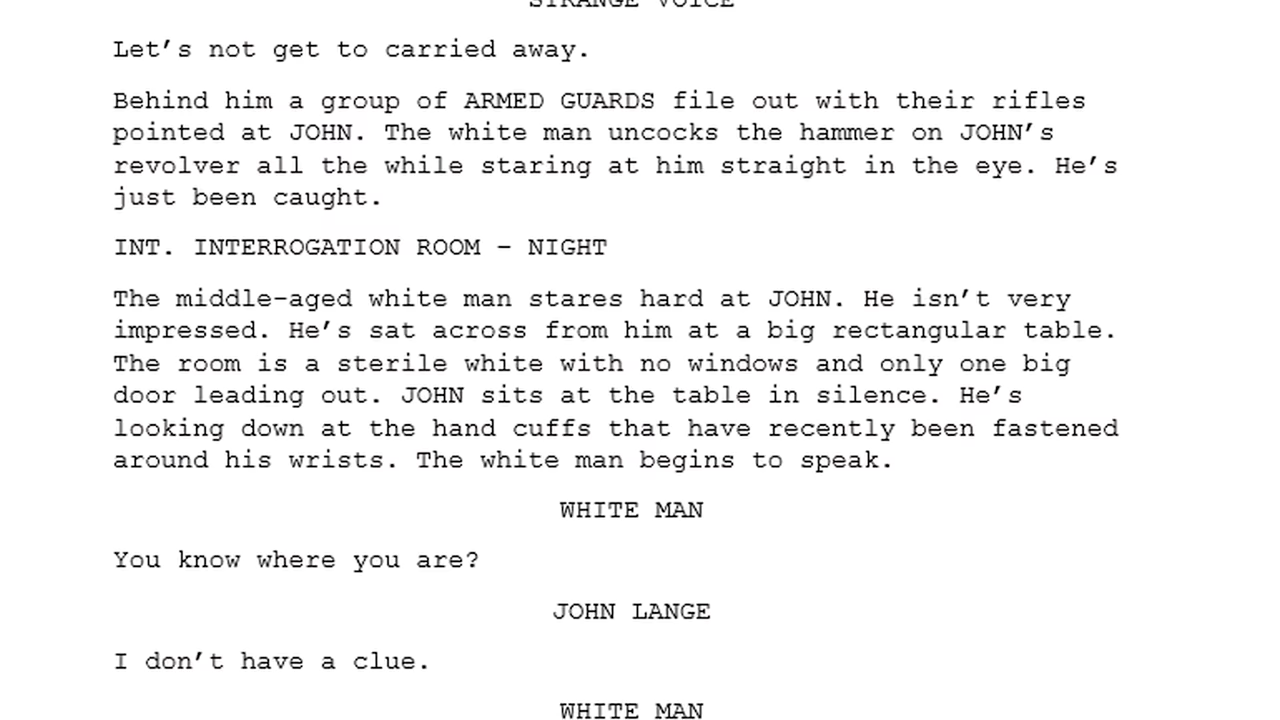 STRANGE VOICE
Let’s not get to carried away.
Behind him a group of ARMED GUARDS file out with their rifles
pointed at JOHN. The white man uncocks the hammer on JOHN’s
revolver all the while staring at him straight in the eye. He’s
just been caught.
INT. INTERROGATION ROOM – NIGHT
The middle-aged white man stares hard at JOHN. He isn’t very
impressed. He’s sat across from him at a big rectangular table.
The room is a sterile white with no windows and only one big
door leading out. JOHN sits at the table in silence. He’s
looking down at the hand cuffs that have recently been fastened
around his wrists. The white man begins to speak.
WHITE MAN
You know where you are?
JOHN LANGE
I don’t have a clue.
WHITE MAN